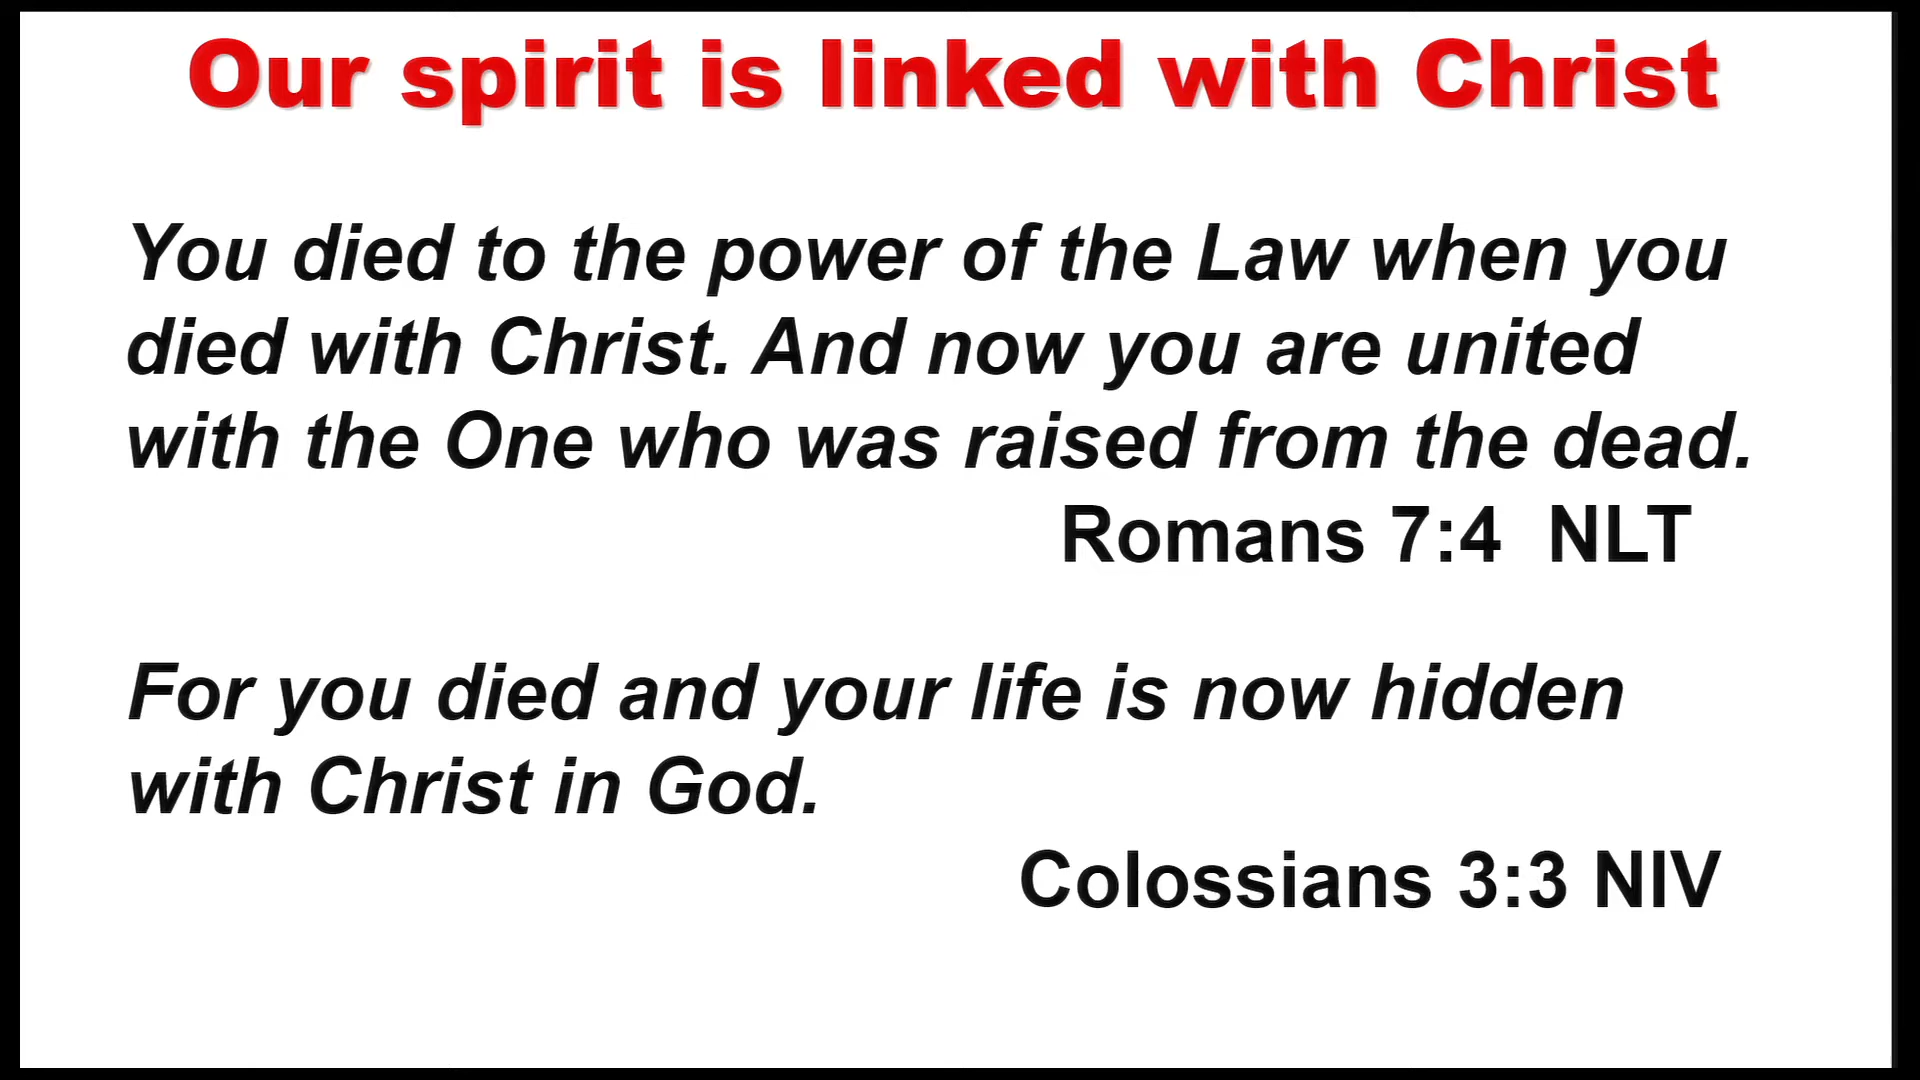 Our spirit is linked with Christ
You died to the power of the Law when you
died with Christ. And now you are united
with the One who was raised from the dead.
Romans 7:4 NLT
For you died and your life is now hidden
with Christ in God.
Colossians 3:3 NIV